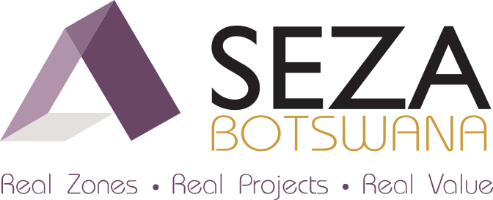 SEZA
BOTSWANA
Real Zones • Real Projects • Real Value